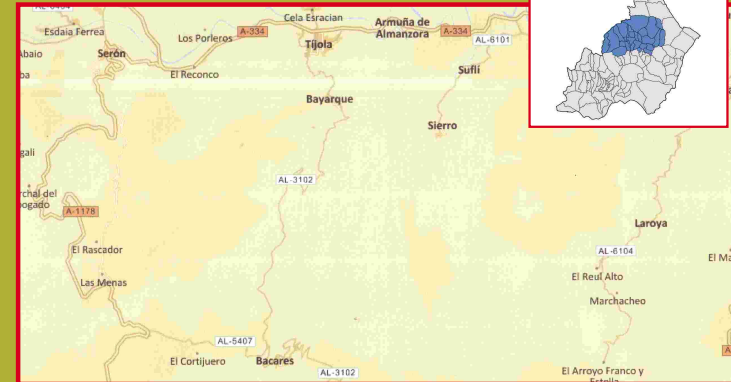 Cela Esracian
Armuña de
Almanzora
Esdaia Ferrea
A-334
A-334
Los Porleros
AL-6101
Tíjola
Serón
Suflí
El Reconco
Bayarque
Sierro
AL-3102
A-1178
Laroya
El Rascador
AL-6104
El Reul Alto
Las Menas
Marchacheo
AL-5407
El Cortijuero
Bacares
AL-3102
El Arroyo Franco y